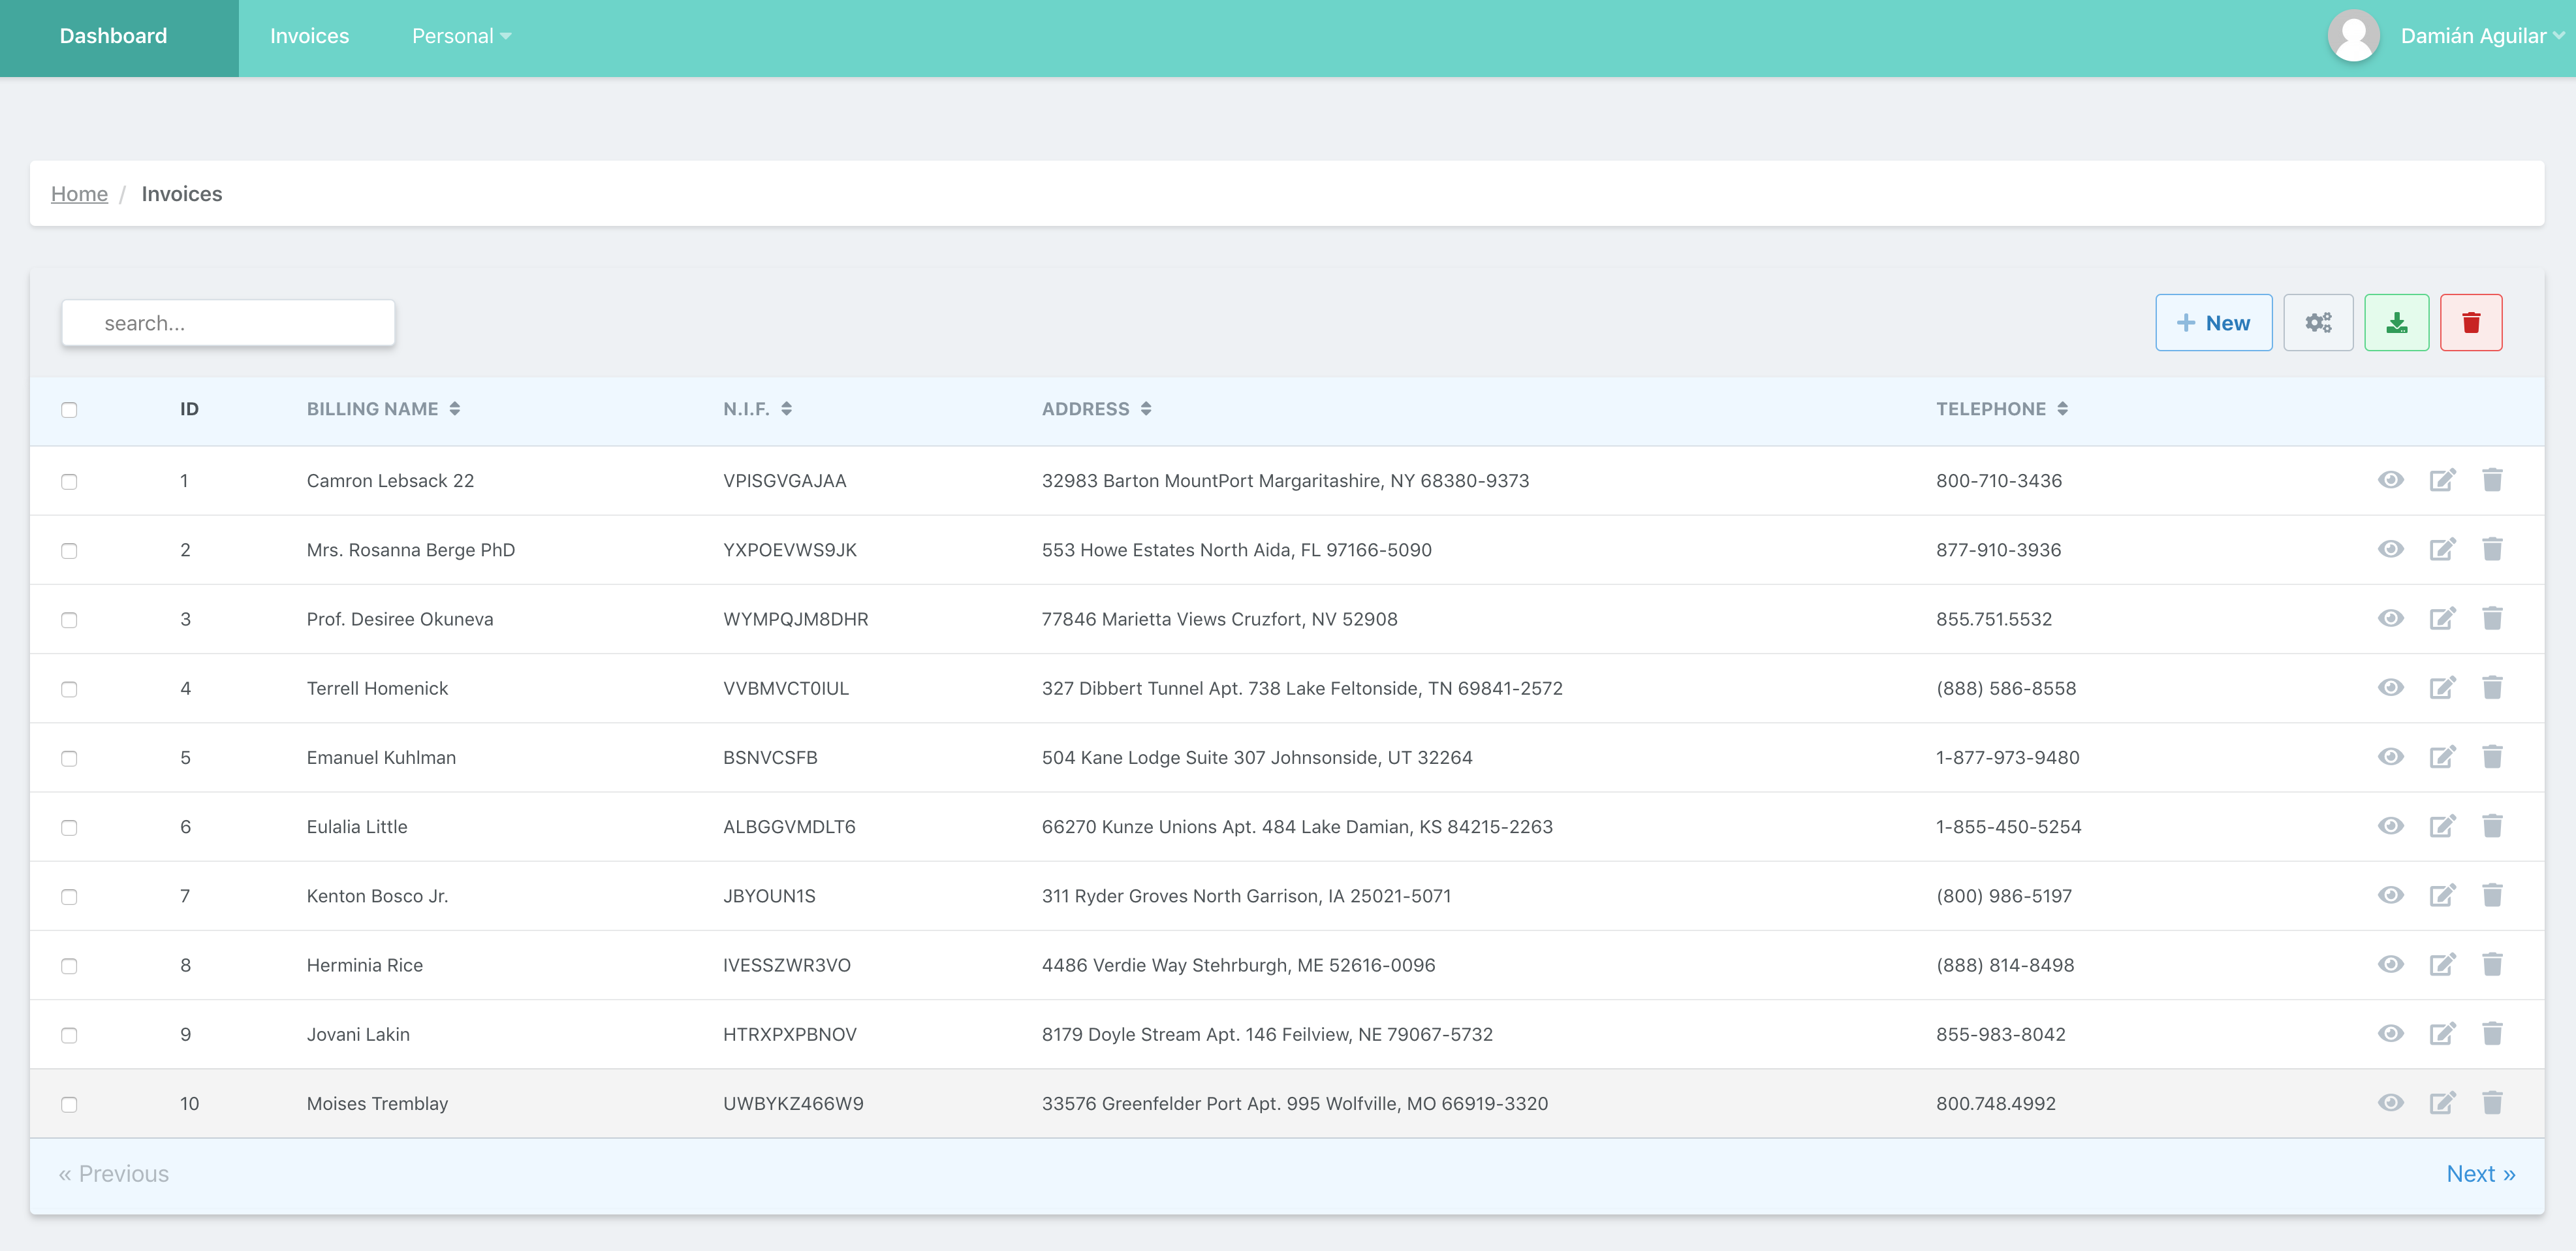 Dashboard Invoices Personal Damián Aguilar
Home / Invoices
search... New
ID BILLING NAME N.I.F. ADDRESS TELEPHONE
1 Camron Lebsack 22 VPISGVGAJAA 32983 Barton MountPort Margaritashire, NY 68380-9373 800-710-3436
2 Mrs. Rosanna Berge PhD YXPOEVWS9JK 553 Howe Estates North Aida, FL 97166-5090 877-910-3936
3 Prof. Desiree Okuneva WYMPQJM8DHR 77846 Marietta Views Cruzfort, NV 52908 855.751.5532
4 Terrell Homenick VVBMVCT0IUL 327 Dibbert Tunnel Apt. 738 Lake Feltonside, TN 69841-2572 (888) 586-8558
5 Emanuel Kuhlman BSNVCSFB 504 Kane Lodge Suite 307 Johnsonside, UT 32264 1-877-973-9480
6 Eulalia Little ALBGGVMDLT6 66270 Kunze Unions Apt. 484 Lake Damian, KS 84215-2263 1-855-450-5254
7 Kenton Bosco Jr. JBYOUN1S 311 Ryder Groves North Garrison, IA 25021-5071 (800) 986-5197
8 Herminia Rice IVESSZWR3VO 4486 Verdie Way Stehrburgh, ME 52616-0096 (888) 814-8498
9 Jovani Lakin HTRXPXPBNOV 8179 Doyle Stream Apt. 146 Feilview, NE 79067-5732 855-983-8042
10 Moises Tremblay UWBYKZ466W9 33576 Greenfelder Port Apt. 995 Wolfville, MO 66919-3320 800.748.4992
« Previous Next »